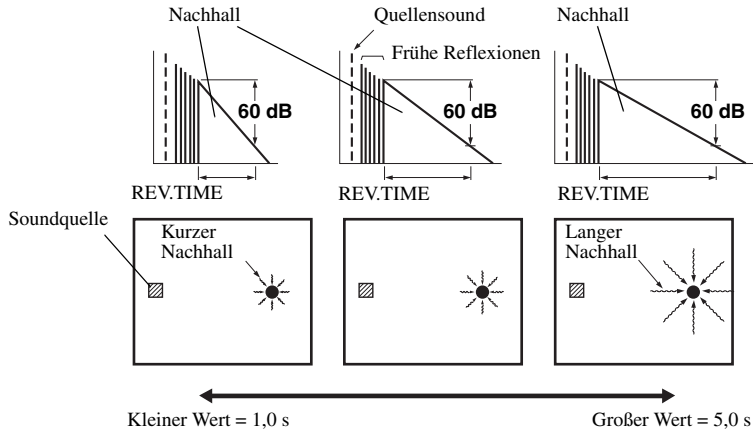 Nachhall
Quellensound
Nachhall
Frühe Reflexionen
60 dB
60 dB
60 dB
REV.TIME
REV.TIME
REV.TIME
Soundquelle
Kurzer
Nachhall
Langer
Nachhall
Kleiner Wert = 1,0 s
Großer Wert = 5,0 s